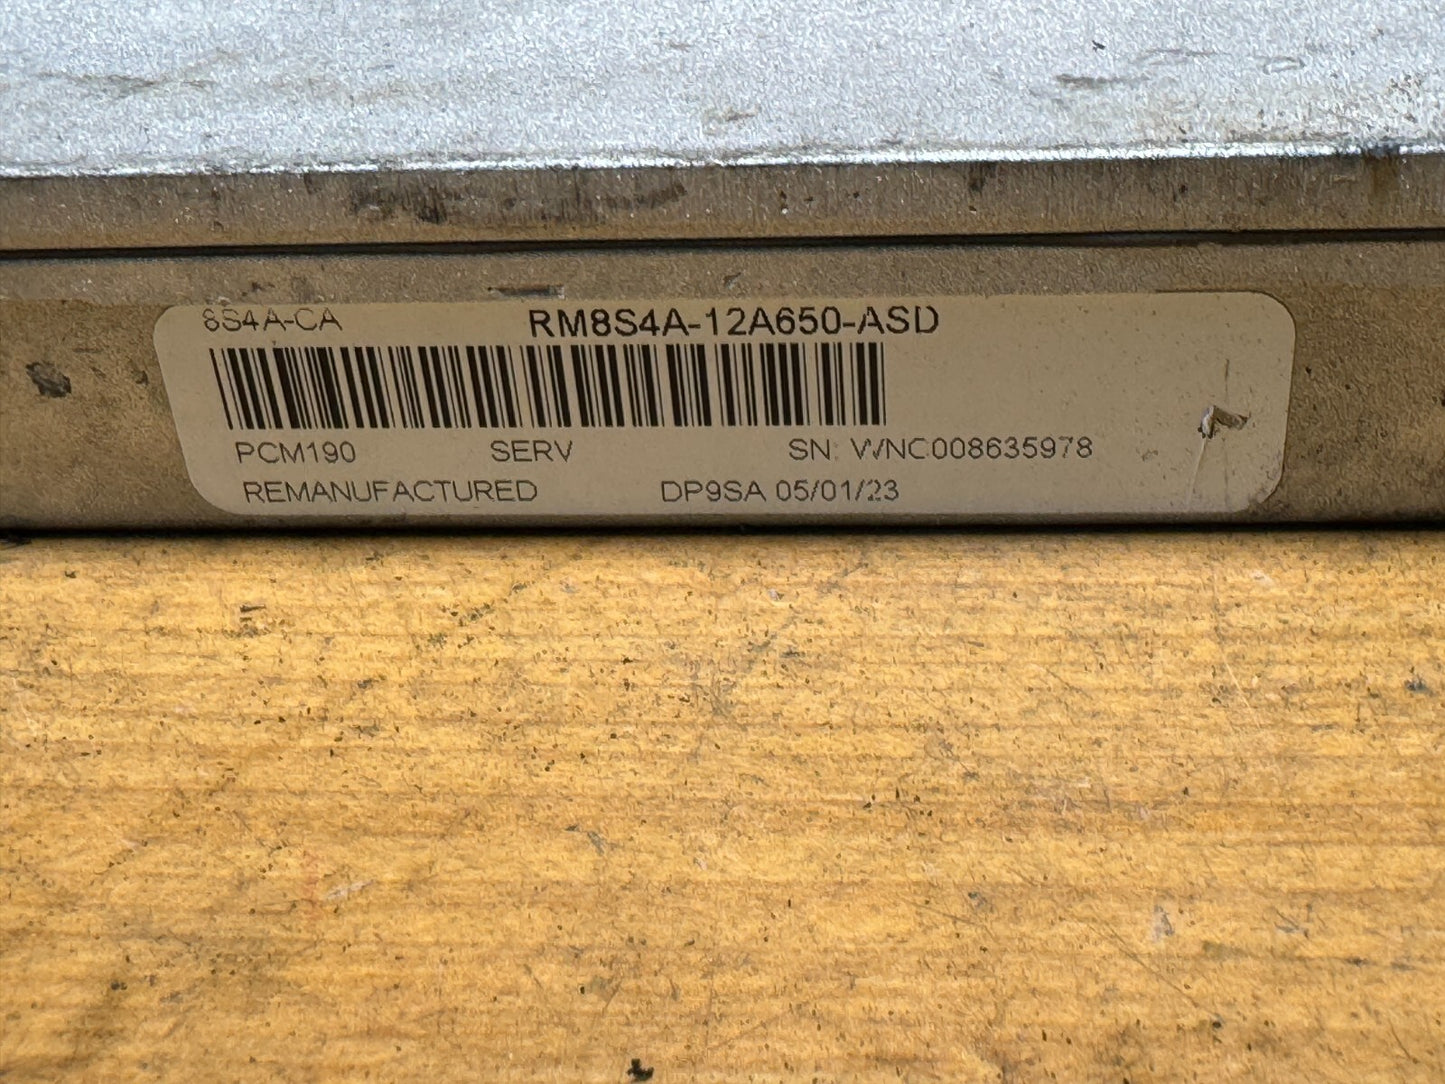 8S4A-CA RM8S4A-12A650-ASD
PCM190 SERV SN: WNC008635978
REMANUFACTURED DP9SA 05/01/23